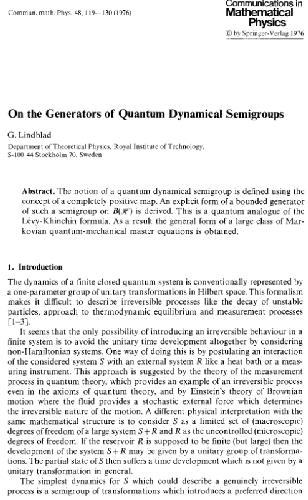 Commun. math. Phys. 48, 119—130 (1976)
Communications in
Mathematical
Physics
© by Springer-Verlag 1976
On the Generators of Quantum Dynamical Semigroups
G. Lindblad
Department of Theoretical Physics, Royal Institute of Technology,
S-100 44 Stockholm 70, Sweden
Abstract. The notion of a quantum dynamical semigroup is defined using the
concept of a completely positive map. An explicit form of a bounded generator
of such a semigroup on B(ℋ) is derived. This is a quantum analogue of the
Lévy-Khinchin formula. As a result the general form of a large class of Mar-
kovian quantum-mechanical master equations is obtained.
1. Introduction
The dynamics of a finite closed quantum system is conventionally represented by
a one-parameter group of unitary transformations in Hilbert space. This formalism
makes it difficult to describe irreversible processes like the decay of unstable
particles, approach to thermodynamic equilibrium and measurement processes
[1—3].
It seems that the only possibility of introducing an irreversible behaviour in a
finite system is to avoid the unitary time development altogether by considering
non-Hamiltonian systems. One way of doing this is by postulating an interaction
of the considered system S with an external system R like a heat bath or a meas-
uring instrument. This approach is suggested by the theory of the measurement
process in quantum theory, which provides an example of an irreversible process
even in the axioms of quantum theory, and by Einstein's theory of Brownian
motion where the fluid provides a stochastic external force which determines
the irreversible nature of the motion. A different physical interpretation with the
same mathematical structure is to consider S as a limited set of (macroscopic)
degrees of freedom of a large system S+R and R as the uncontrolled (microscopic)
degrees of freedom. If the reservoir R is supposed to be finite (but large) then the
development of the system S+R may be given by a unitary group of transforma-
tions. The partial state of S then suffers a time development which is not given by a
unitary transformation in general.
The simplest dynamics for S which could describe a genuinely irreversible
process is a semigroup of transformations which introduces a preferred direction